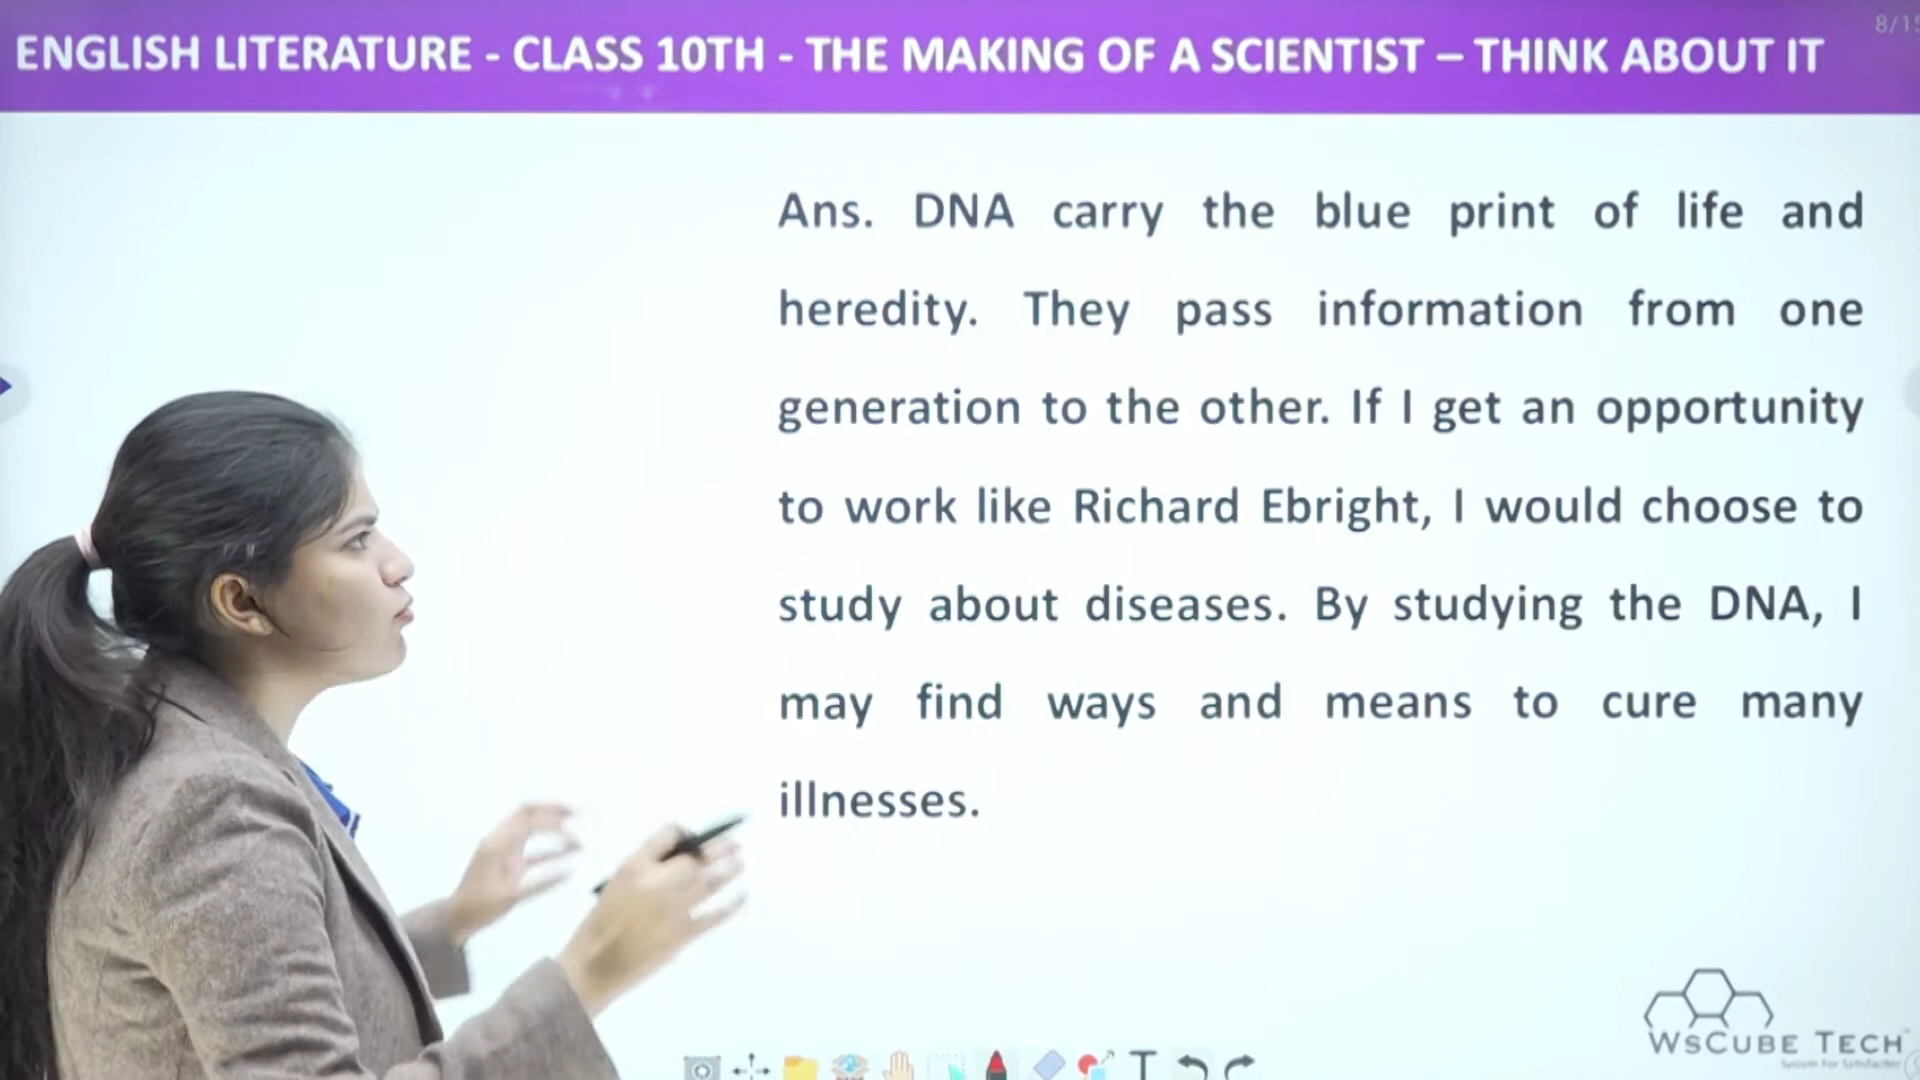 8/15
ENGLISH LITERATURE - CLASS 10TH - THE MAKING OF A SCIENTIST – THINK ABOUT IT
Ans. DNA carry the blue print of life and
heredity. They pass information from one
generation to the other. If I get an opportunity
to work like Richard Ebright, I would choose to
study about diseases. By studying the DNA, I
may find ways and means to cure many
illnesses.
WSCUBE TECH
T